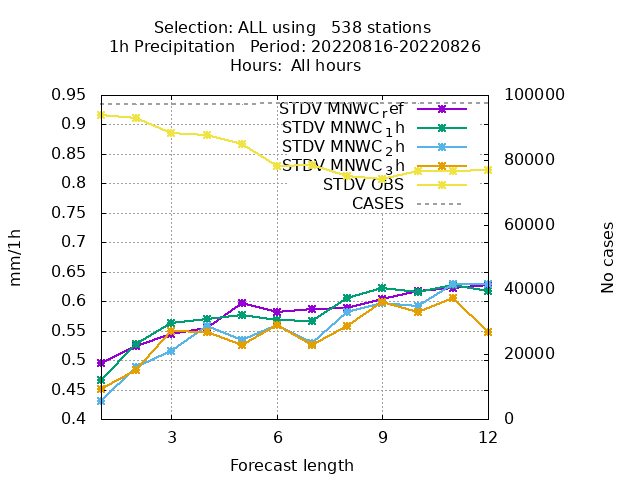 Selection: ALL using   538 stations
1h Precipitation   Period: 20220816-20220826
Hours:  All hours
0.95
0.9
0.85
0.8
0.75
0.7
0.65
0.6
0.55
0.5
0.45
0.4
mm/1h
100000
80000
60000
40000
20000
0
No cases
STDV MNWC_ref
STDV MNWC_1h
STDV MNWC_2h
STDV MNWC_3h
STDV OBS
CASES
3 6 9 12
Forecast length